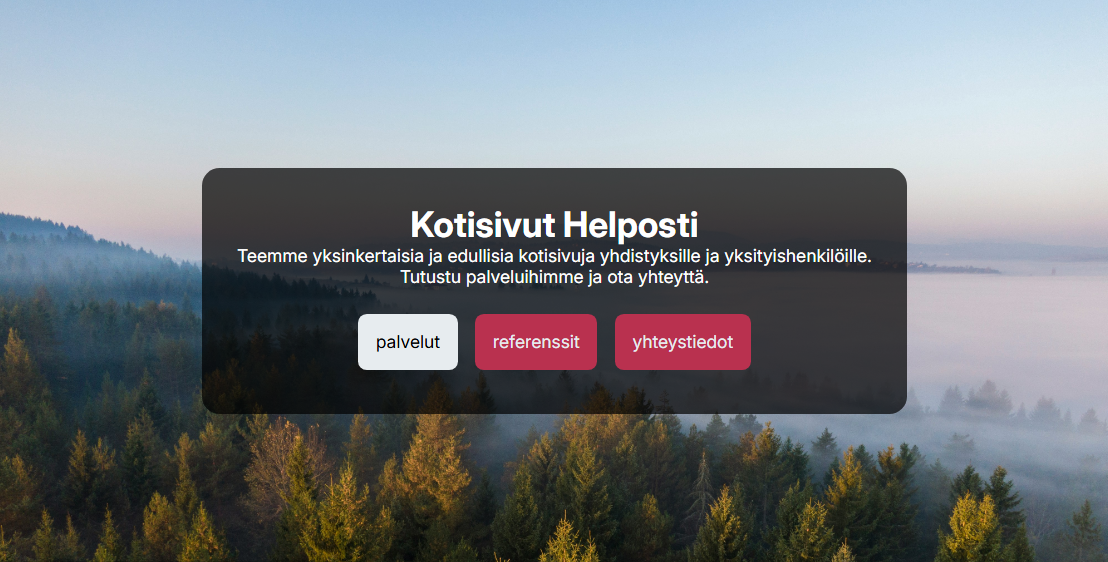 Kotisivut Helposti
Teemme yksinkertaisia ja edullisia kotisivuja yhdistyksille ja yksityishenkilöille.
Tutustu palveluihimme ja ota yhteyttä.
palvelut referenssit yhteystiedot